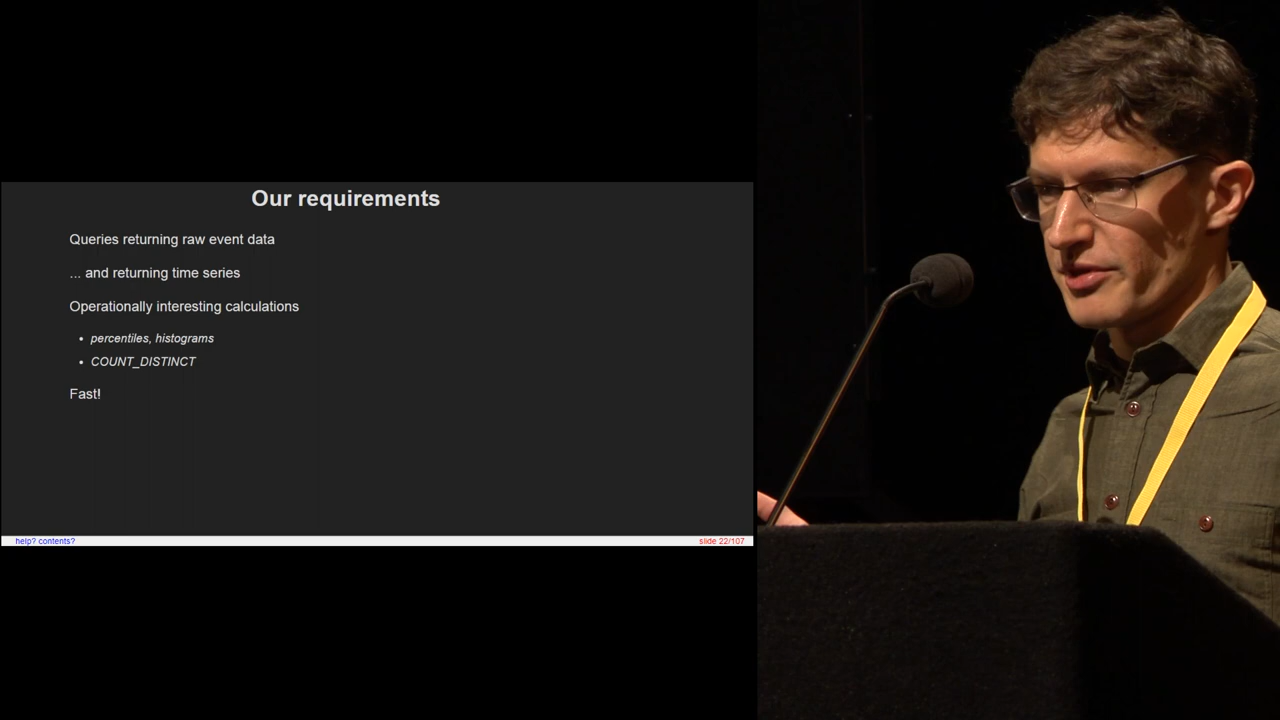 Our requirements
Queries returning raw event data
... and returning time series
Operationally interesting calculations
percentiles, histograms
COUNT_DISTINCT
Fast!
help? contents?
slide 22/107